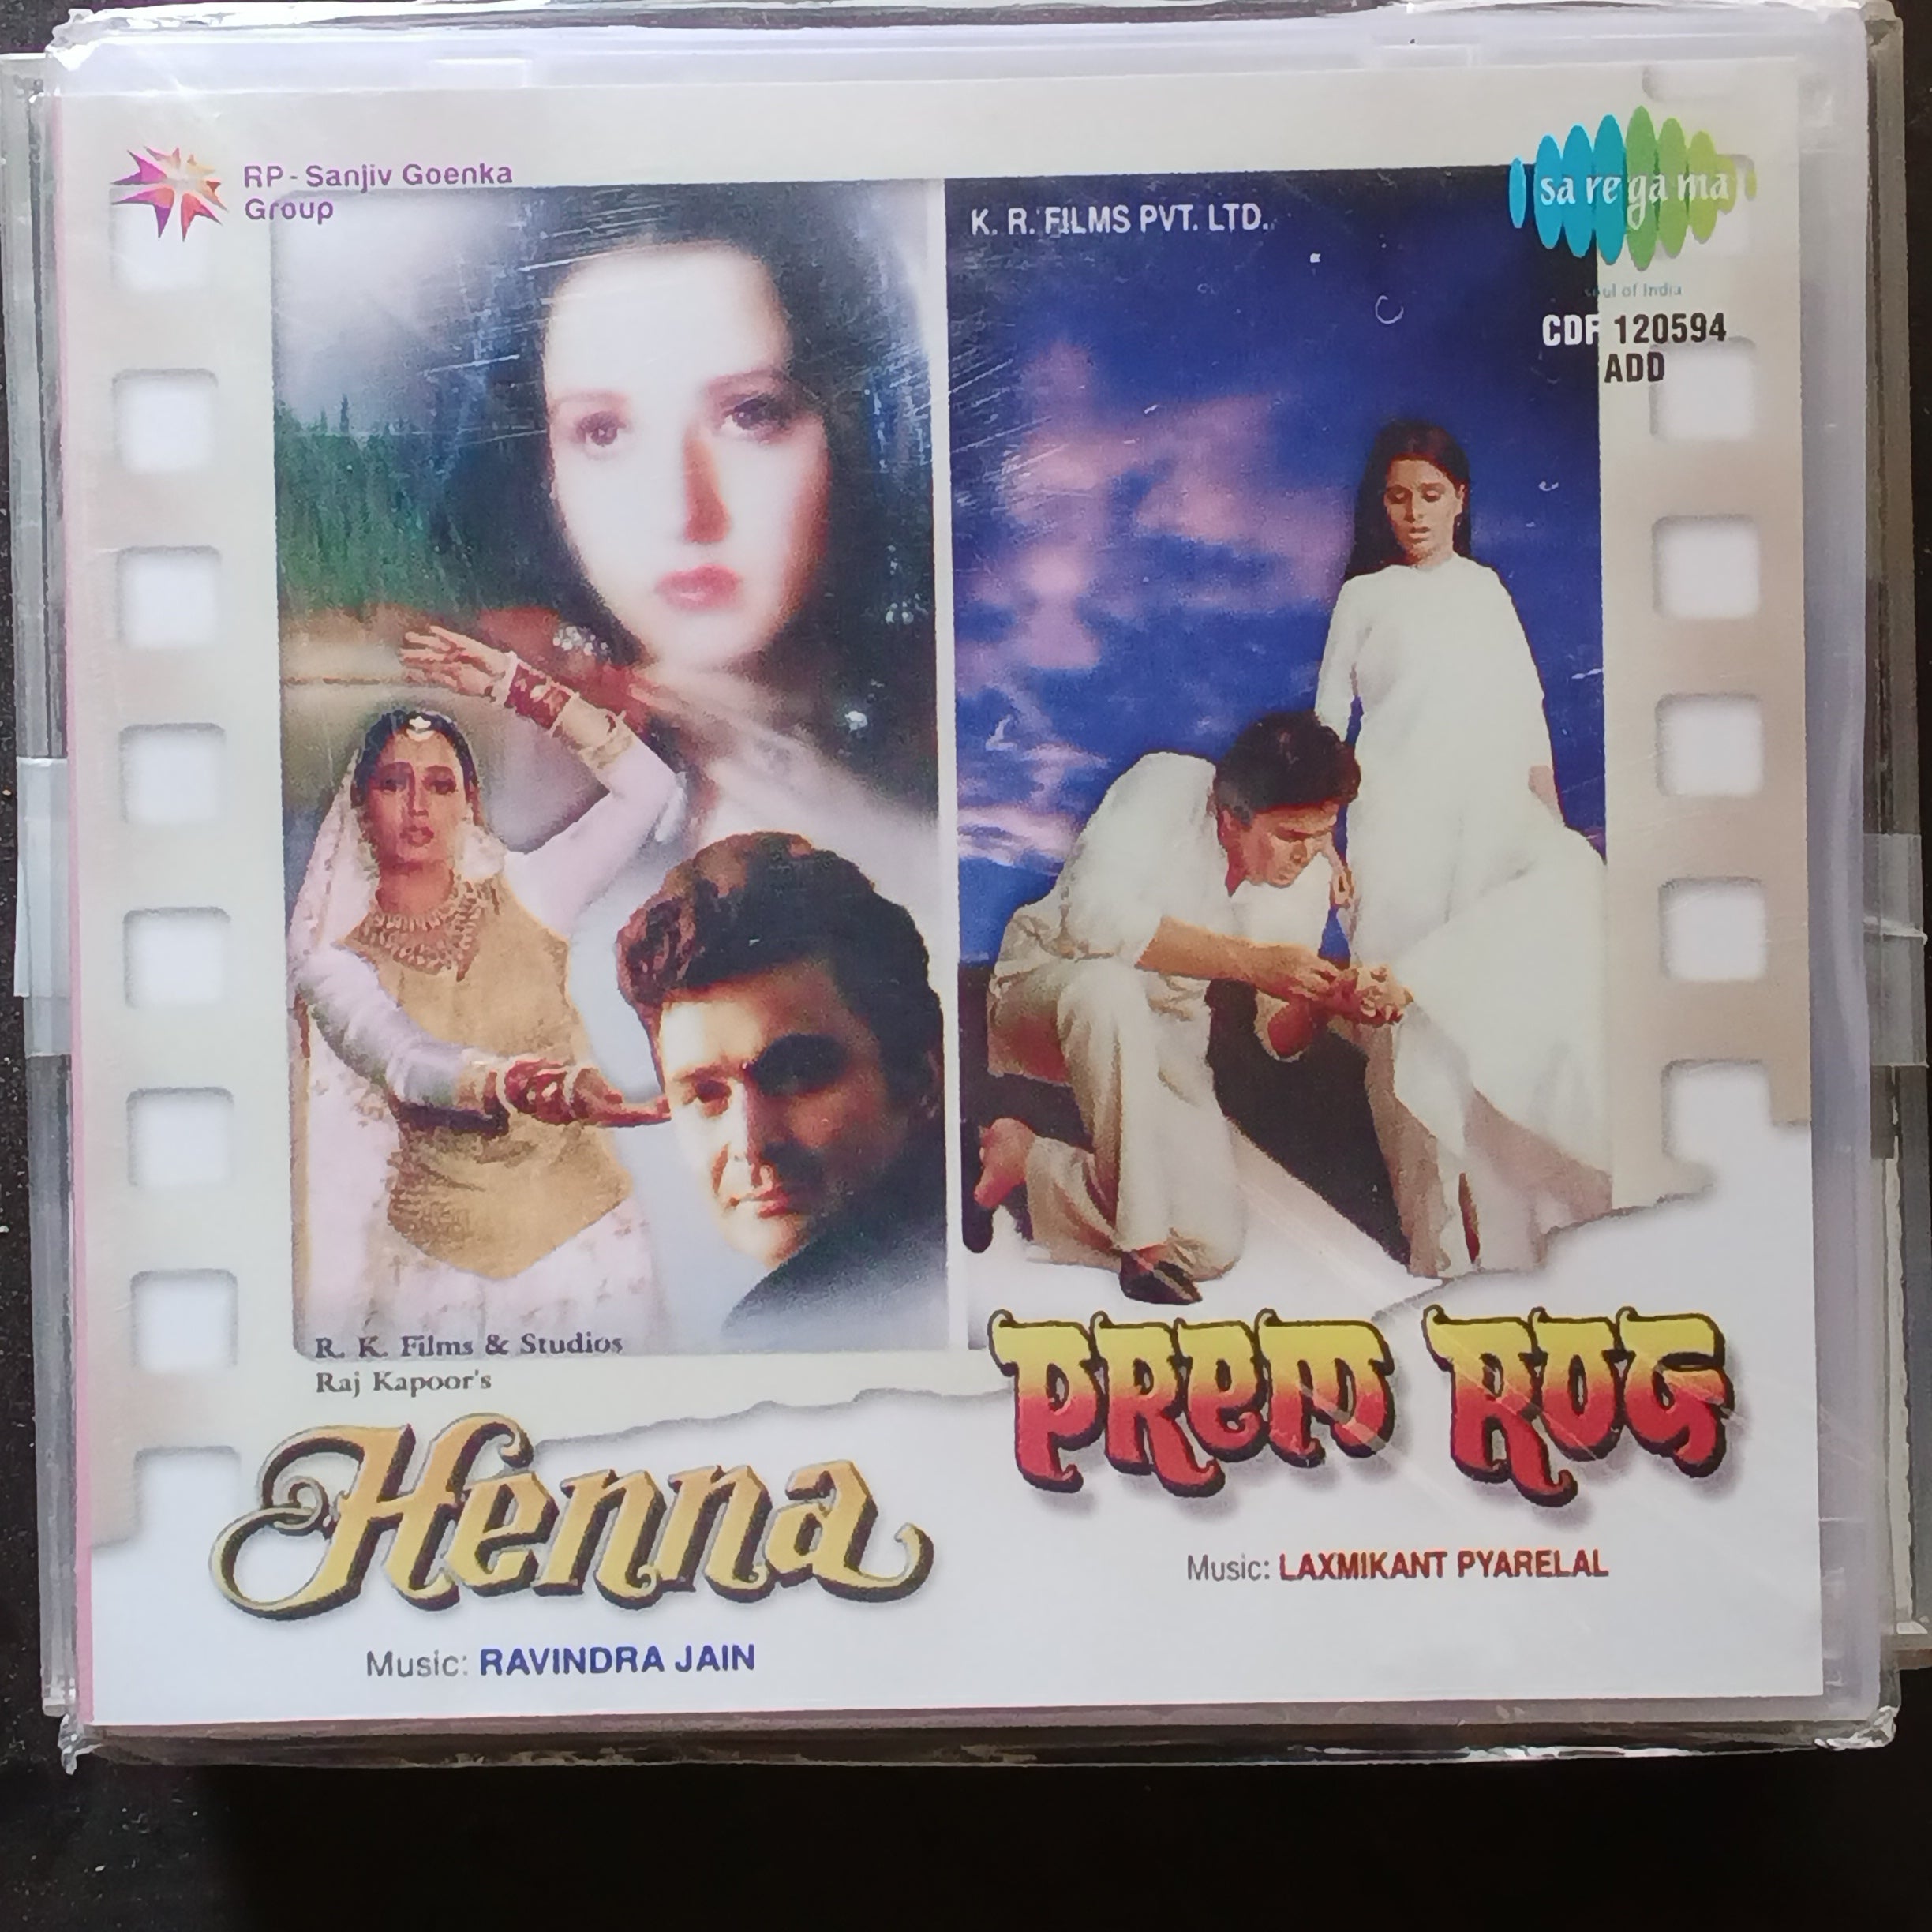 RP - Sanjiv Goenka
Group
K. R. FILMS PVT. LTD.
sa re ga ma
soul of India
CDF 120594
ADD
R. K. Films & Studios
Raj Kapoor's
Henna
Music: RAVINDRA JAIN
PREM ROG
Music: LAXMIKANT PYARELAL